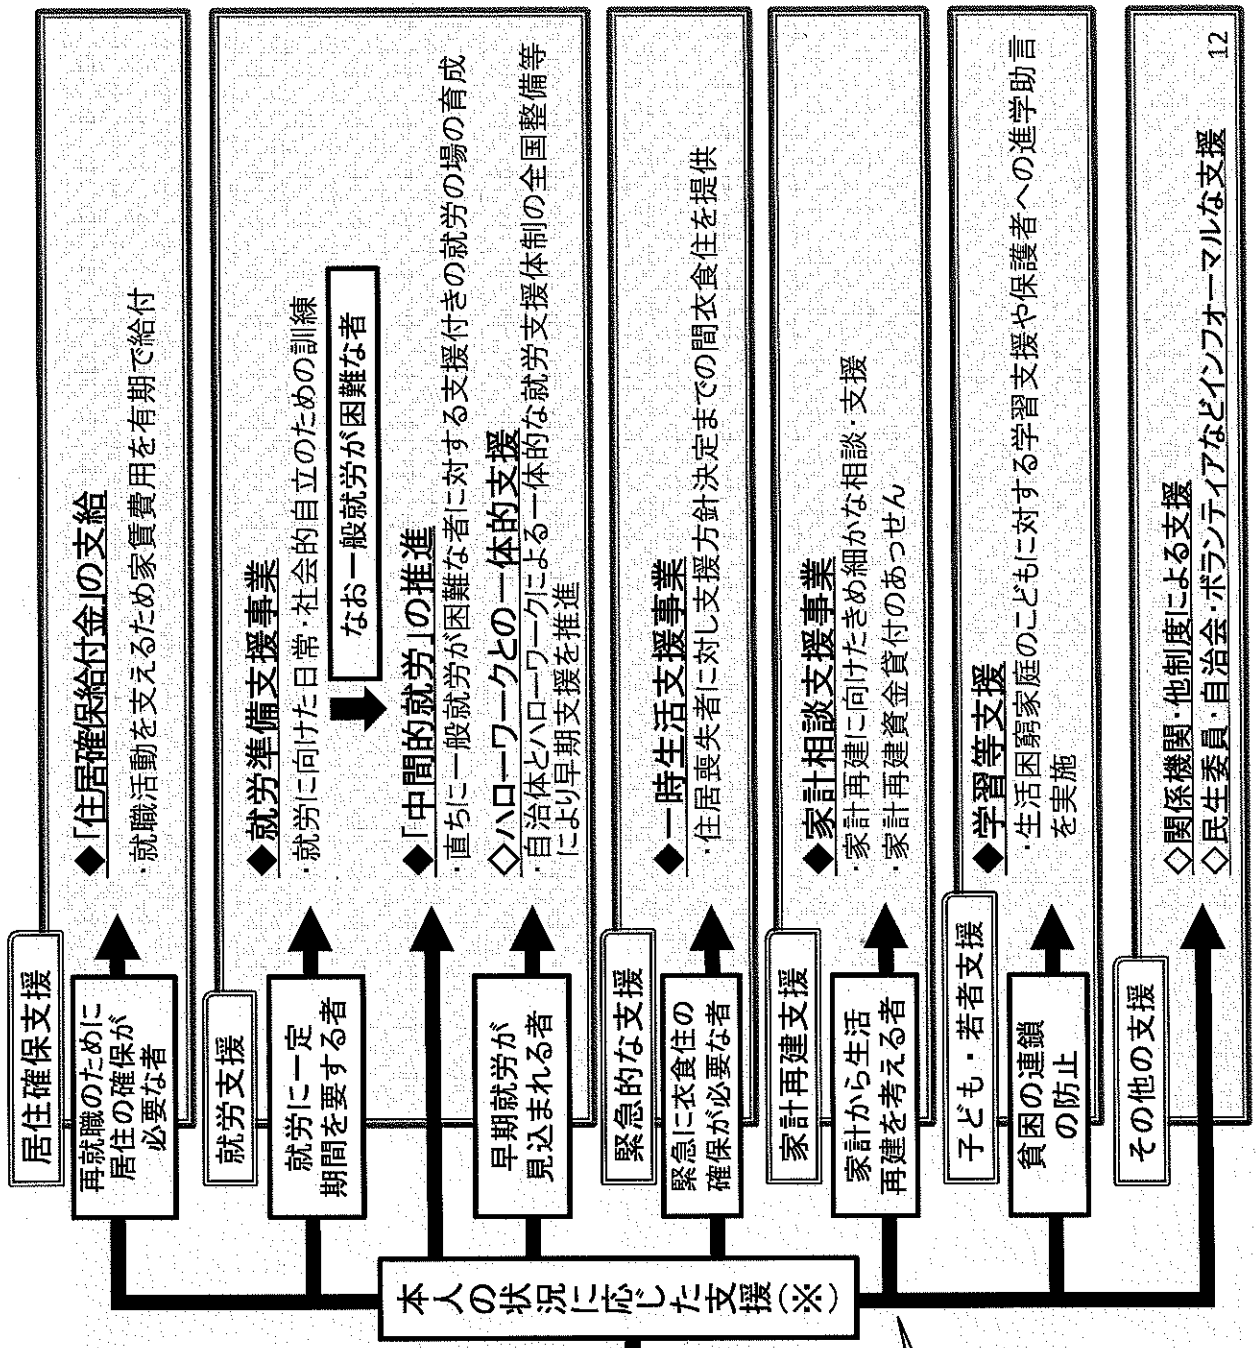 本人の状況に応じた支援(※)
居住確保支援
再就職のために
居住の確保が
必要な者
◆「住居確保給付金」の支給
・就職活動を支えるため家賃費用を有期で給付
就労支援
就労に一定
期間を要する者
◆就労準備支援事業
・就労に向けた日常・社会的自立のための訓練
なお一般就労が困難な者
◆「中間的就労」の推進
・直ちに一般就労が困難な者に対する支援付きの就労の場の育成
早期就労が
見込まれる者
◇ハローワークとの一体的支援
・自治体とハローワークによる一体的な就労支援体制の全国整備等
により早期支援を推進
緊急的な支援
緊急に衣食住の
確保が必要な者
◆一時生活支援事業
・住居喪失者に対し支援方針決定までの間衣食住を提供
家計再建支援
家計から生活
再建を考える者
◆家計相談支援事業
・家計再建に向けたきめ細かな相談・支援
・家計再建資金貸付のあっせん
子ども・若者支援
貧困の連鎖
の防止
◆学習等支援
・生活困窮家庭のこどもに対する学習支援や保護者への進学助言
を実施
その他の支援
◇関係機関・他制度による支援
◇民生委員・自治会・ボランティアなどインフォーマルな支援
12